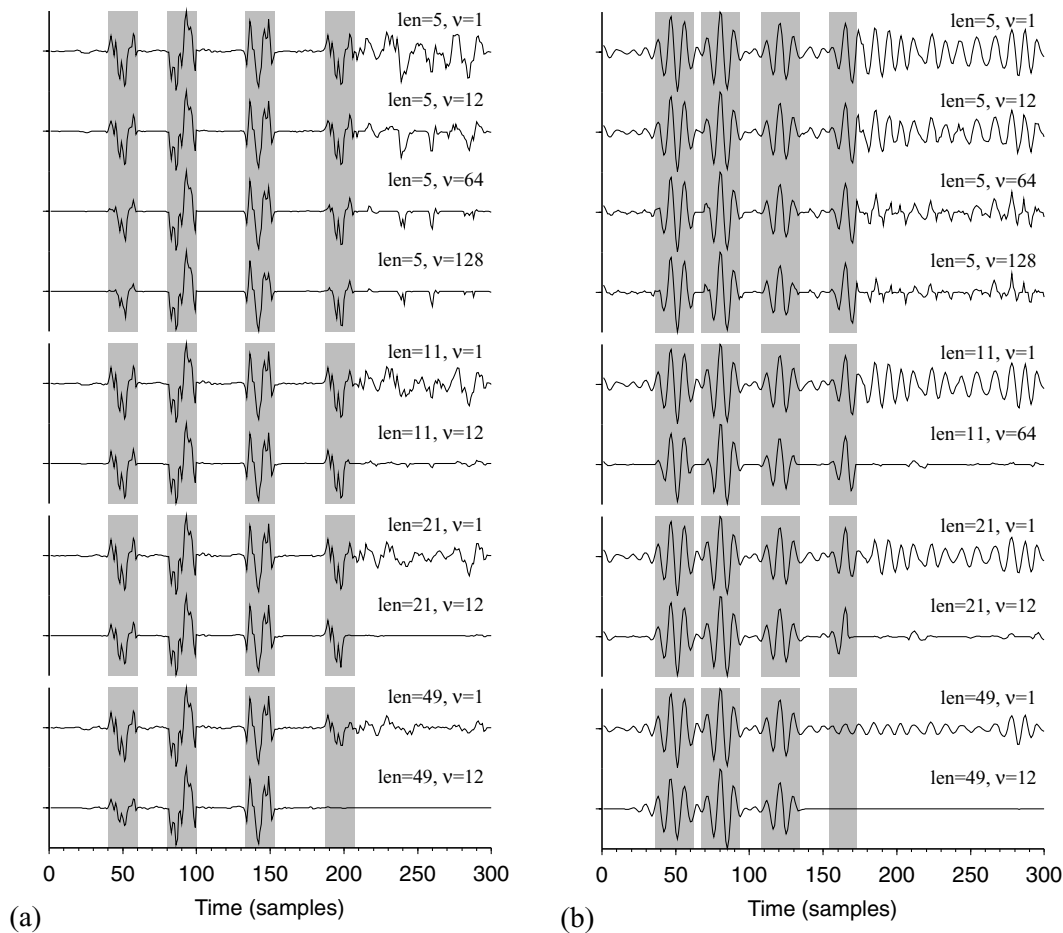 len=5, ν=1
len=5, ν=12
len=5, ν=64
len=5, ν=128
len=11, ν=1
len=11, ν=12
len=21, ν=1
len=21, ν=12
len=49, ν=1
len=49, ν=12
0 50 100 150 200 250 300
Time (samples)
(a)
len=5, ν=1
len=5, ν=12
len=5, ν=64
len=5, ν=128
len=11, ν=1
len=11, ν=64
len=21, ν=1
len=21, ν=12
len=49, ν=1
len=49, ν=12
0 50 100 150 200 250 300
Time (samples)
(b)